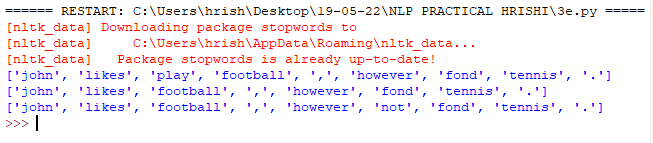 ====== RESTART: C:\Users\hrish\Desktop\19-05-22\NLP PRACTICAL HRISHI\3e.py =====
[nltk_data] Downloading package stopwords to
[nltk_data]     C:\Users\hrish\AppData\Roaming\nltk_data...
[nltk_data]   Package stopwords is already up-to-date!
['john', 'likes', 'play', 'football', ',', 'however', 'fond', 'tennis', '.']
['john', 'likes', 'football', ',', 'however', 'fond', 'tennis', '.']
['john', 'likes', 'football', ',', 'however', 'not', 'fond', 'tennis', '.']
>>>